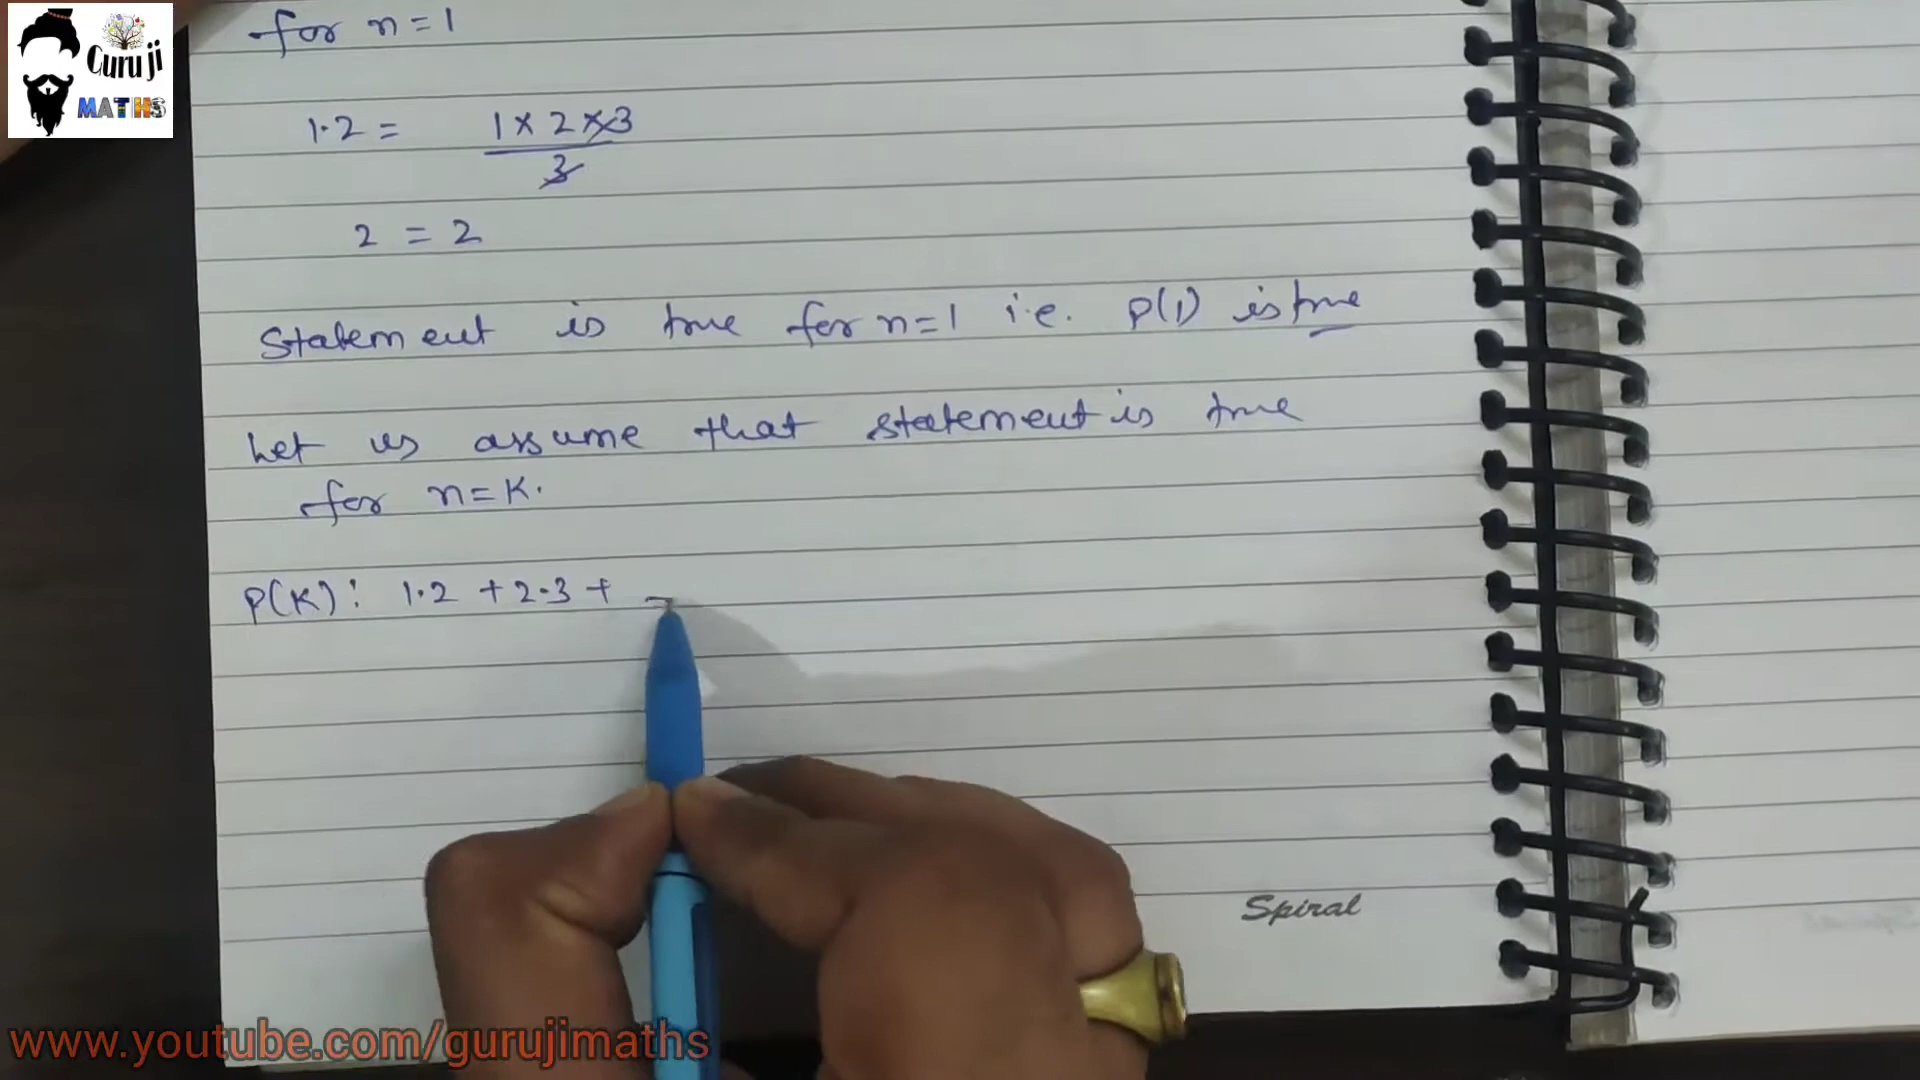 Guru ji
MATHS
for n = 1
1·2 = 1 × 2 × 3
3
2 = 2
Statement is true for n=1 i.e. P(1) is true
Let us assume that statement is true
for n=K.
P(K): 1·2 + 2·3 + –
Spiral
www.youtube.com/gurujimaths